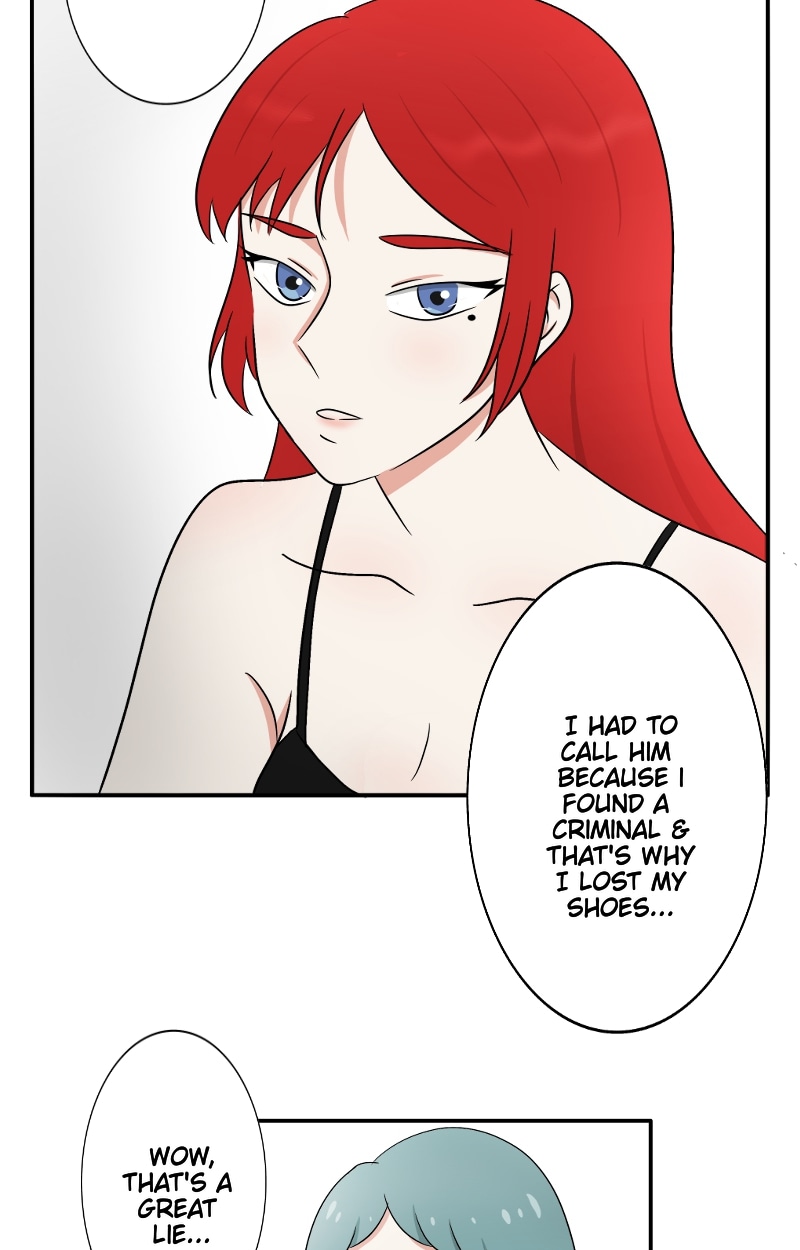 I HAD TO
CALL HIM
BECAUSE I
FOUND A
CRIMINAL &
THAT'S WHY
I LOST MY
SHOES...
WOW,
THAT'S A
GREAT
LIE...